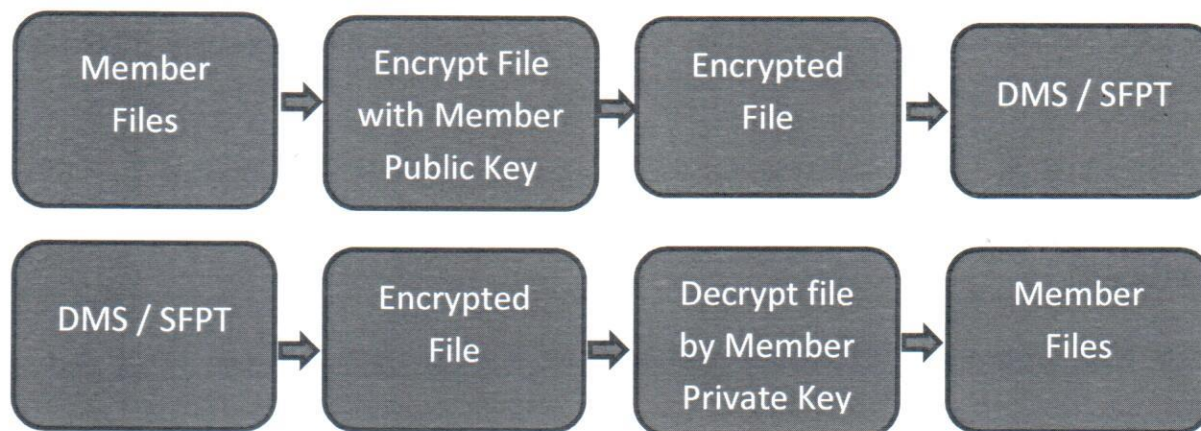 Member
Files
Encrypt File
with Member
Public Key
Encrypted
File
DMS / SFPT
DMS / SFPT
Encrypted
File
Decrypt file
by Member
Private Key
Member
Files